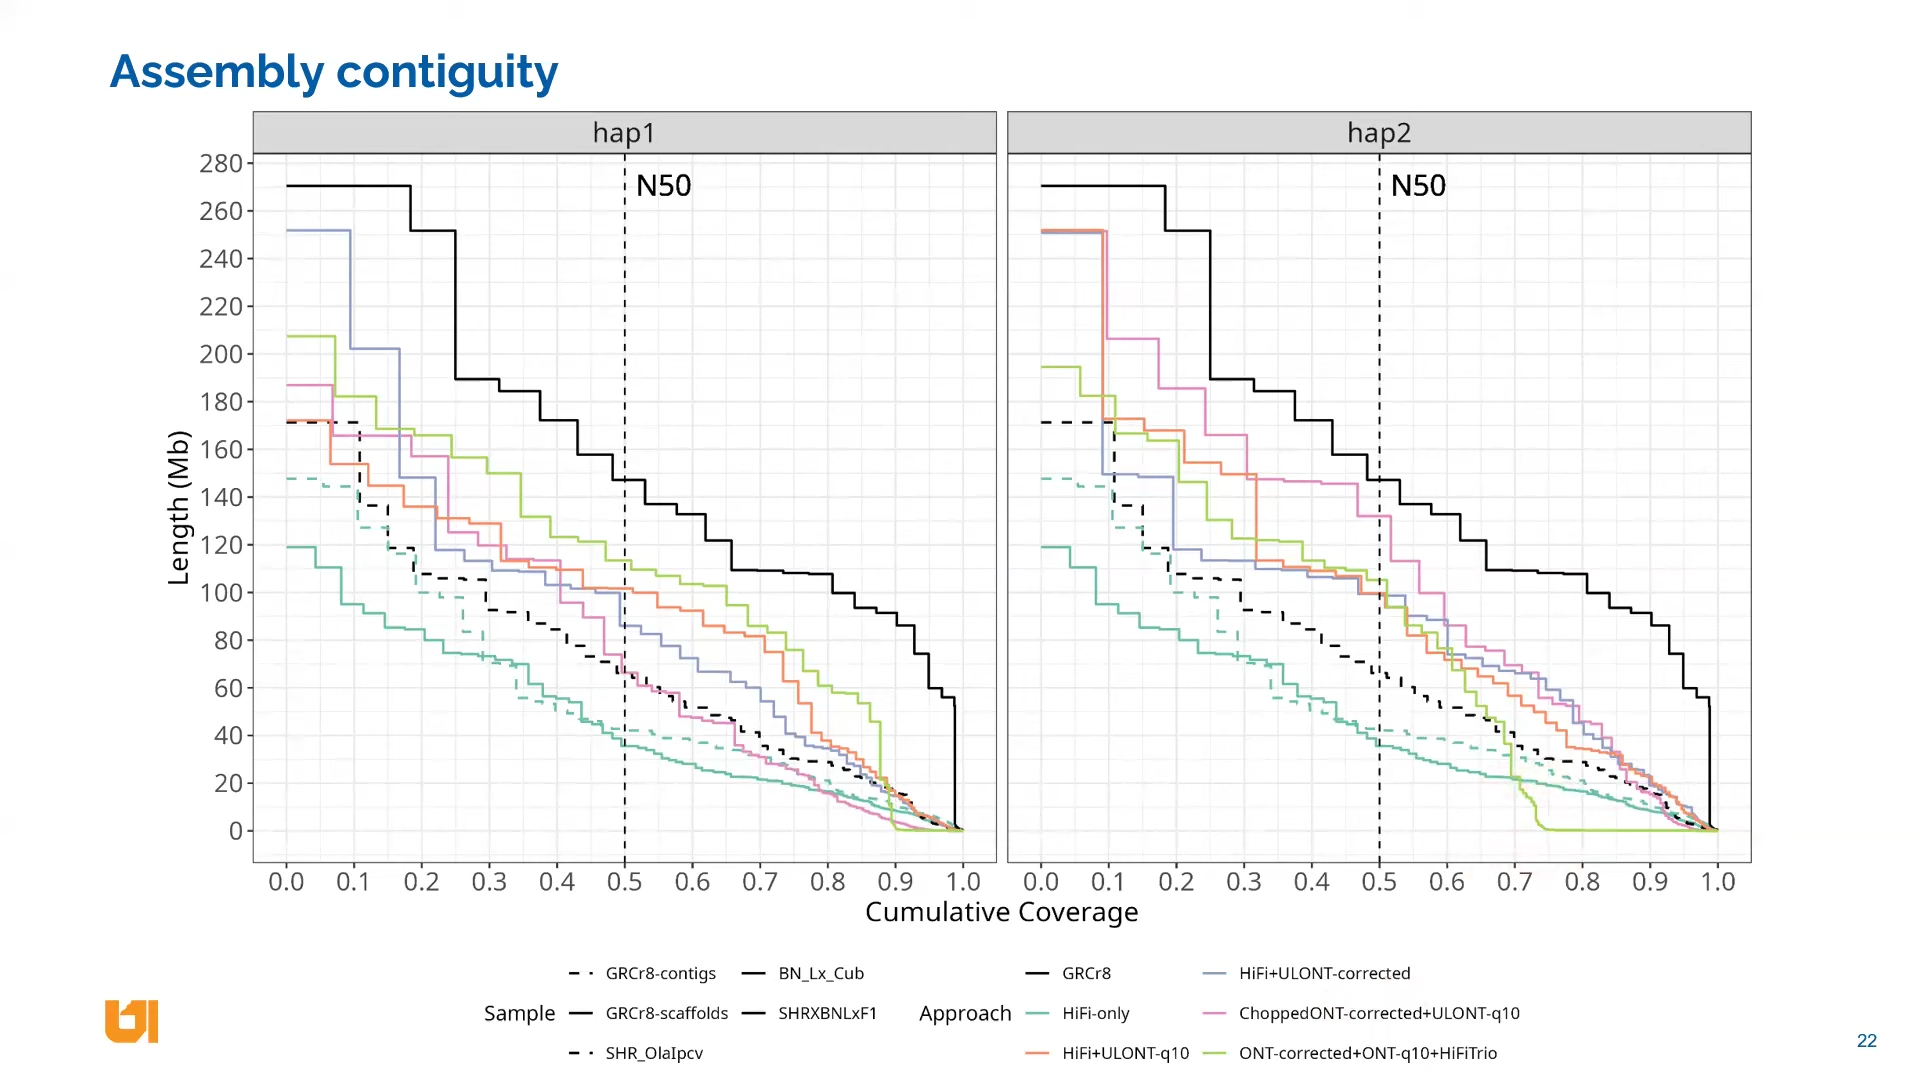 Assembly contiguity
hap1
hap2
N50
N50
280
260
240
220
200
180
160
140
120
100
80
60
40
20
0
Length (Mb)
0.0 0.1 0.2 0.3 0.4 0.5 0.6 0.7 0.8 0.9 1.0
0.0 0.1 0.2 0.3 0.4 0.5 0.6 0.7 0.8 0.9 1.0
Cumulative Coverage
Sample
GRCr8-contigs
GRCr8-scaffolds
SHR_OlaIpcv
BN_Lx_Cub
SHRXBNLxF1
Approach
GRCr8
HiFi-only
HiFi+ULONT-q10
HiFi+ULONT-corrected
ChoppedONT-corrected+ULONT-q10
ONT-corrected+ONT-q10+HiFiTrio
22